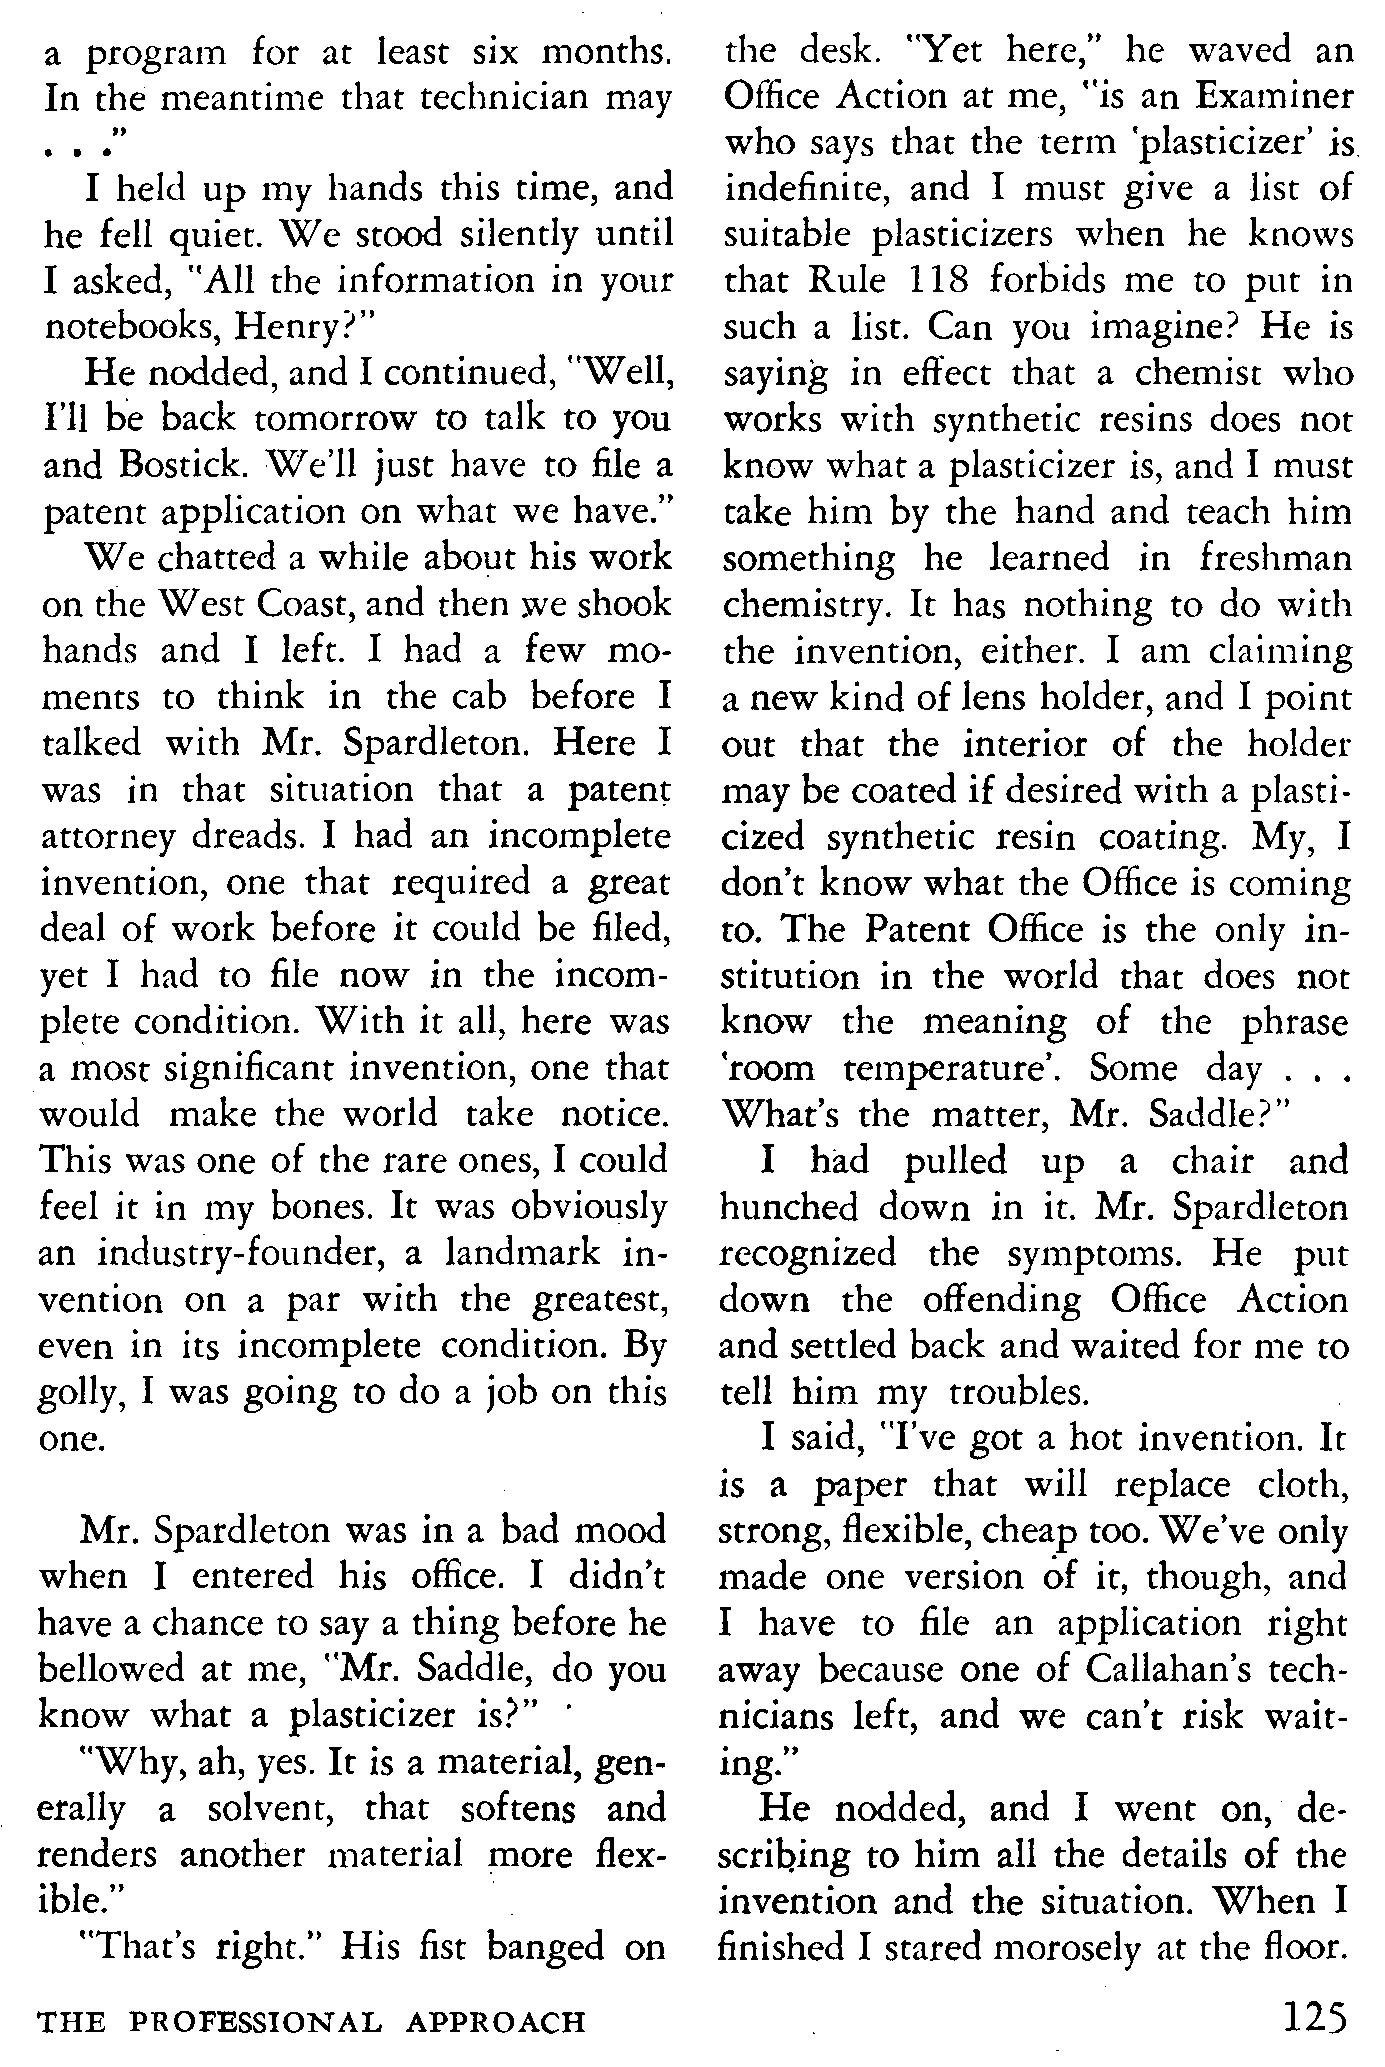 a program for at least six months.
In the meantime that technician may
. . ."
I held up my hands this time, and
he fell quiet. We stood silently until
I asked, "All the information in your
notebooks, Henry?"
He nodded, and I continued, "Well,
I'll be back tomorrow to talk to you
and Bostick. We'll just have to file a
patent application on what we have."
We chatted a while about his work
on the West Coast, and then we shook
hands and I left. I had a few mo-
ments to think in the cab before I
talked with Mr. Spardleton. Here I
was in that situation that a patent
attorney dreads. I had an incomplete
invention, one that required a great
deal of work before it could be filed,
yet I had to file now in the incom-
plete condition. With it all, here was
a most significant invention, one that
would make the world take notice.
This was one of the rare ones, I could
feel it in my bones. It was obviously
an industry-founder, a landmark in-
vention on a par with the greatest,
even in its incomplete condition. By
golly, I was going to do a job on this
one.
Mr. Spardleton was in a bad mood
when I entered his office. I didn't
have a chance to say a thing before he
bellowed at me, "Mr. Saddle, do you
know what a plasticizer is?"
"Why, ah, yes. It is a material, gen-
erally a solvent, that softens and
renders another material more flex-
ible."
"That's right." His fist banged on
the desk. "Yet here," he waved an
Office Action at me, "is an Examiner
who says that the term 'plasticizer' is
indefinite, and I must give a list of
suitable plasticizers when he knows
that Rule 118 forbids me to put in
such a list. Can you imagine? He is
saying in effect that a chemist who
works with synthetic resins does not
know what a plasticizer is, and I must
take him by the hand and teach him
something he learned in freshman
chemistry. It has nothing to do with
the invention, either. I am claiming
a new kind of lens holder, and I point
out that the interior of the holder
may be coated if desired with a plasti-
cized synthetic resin coating. My, I
don't know what the Office is coming
to. The Patent Office is the only in-
stitution in the world that does not
know the meaning of the phrase
'room temperature'. Some day . . .
What's the matter, Mr. Saddle?"
I had pulled up a chair and
hunched down in it. Mr. Spardleton
recognized the symptoms. He put
down the offending Office Action
and settled back and waited for me to
tell him my troubles.
I said, "I've got a hot invention. It
is a paper that will replace cloth,
strong, flexible, cheap too. We've only
made one version of it, though, and
I have to file an application right
away because one of Callahan's tech-
nicians left, and we can't risk wait-
ing."
He nodded, and I went on, de-
scribing to him all the details of the
invention and the situation. When I
finished I stared morosely at the floor.
THE PROFESSIONAL APPROACH
125